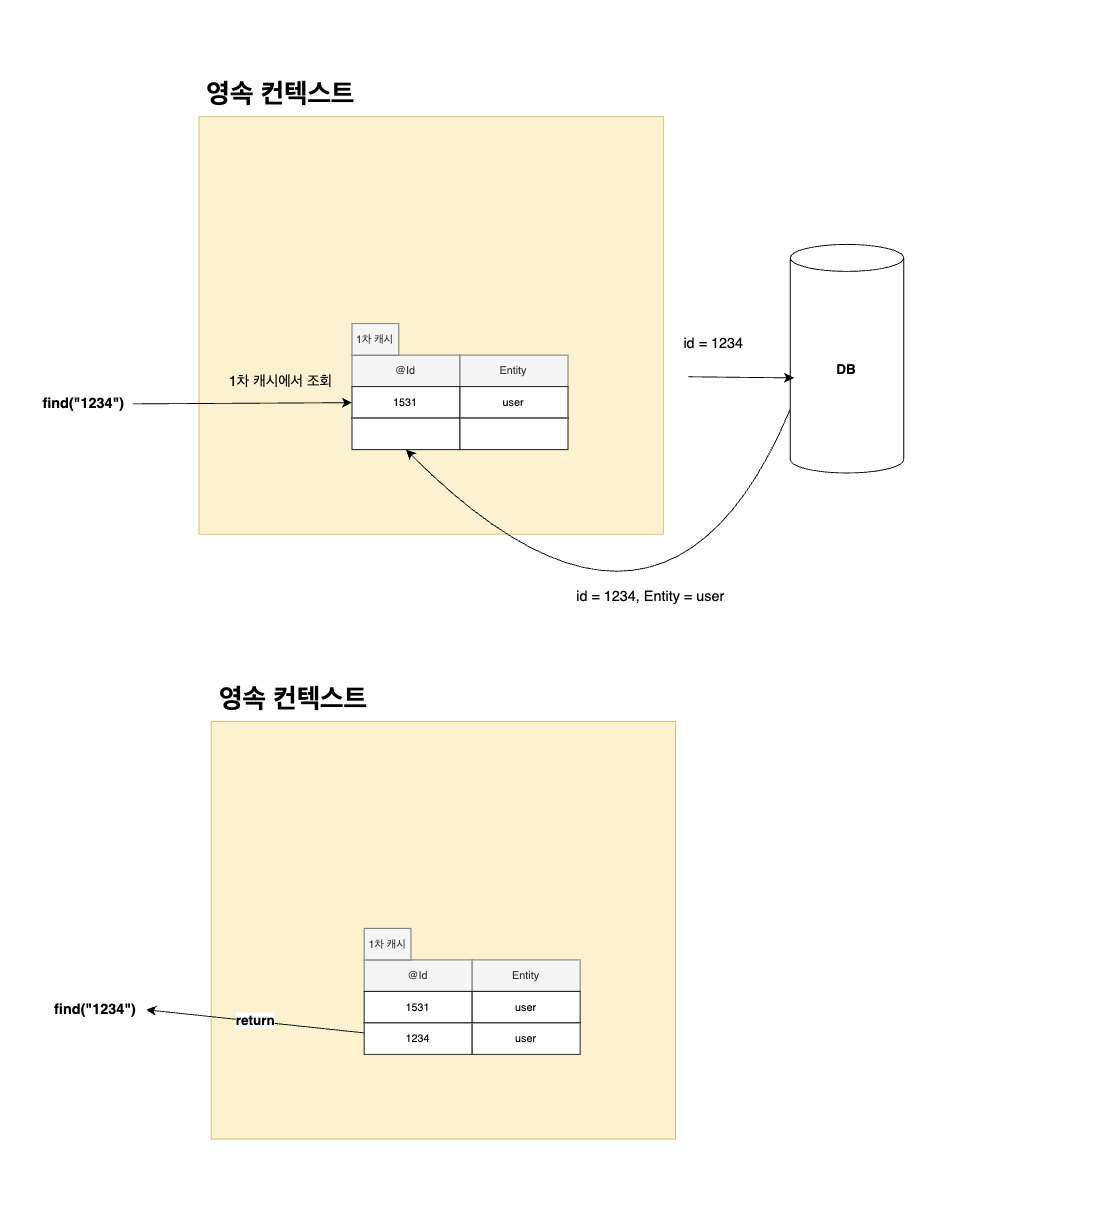 영속 컨텍스트
id = 1234
1차 캐시
@Id Entity
DB
1차 캐시에서 조회
find("1234")
1531 user
id = 1234, Entity = user
영속 컨텍스트
1차 캐시
@Id Entity
1531 user
find("1234")
return
1234 user